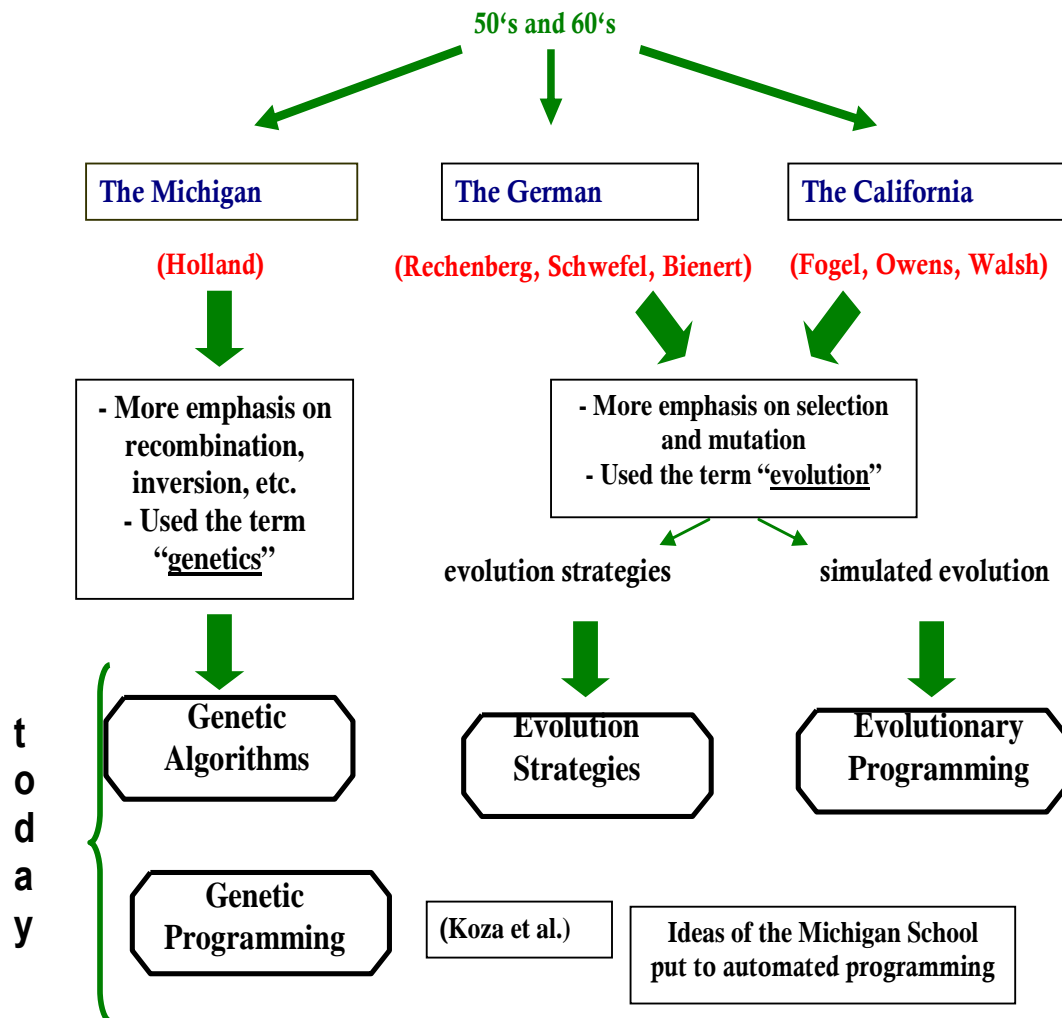 50‘s and 60‘s
The Michigan
The German
The California
(Holland)
(Rechenberg, Schwefel, Bienert)
(Fogel, Owens, Walsh)
- More emphasis on
recombination,
inversion, etc.
- Used the term
“genetics”
- More emphasis on selection
and mutation
- Used the term “evolution”
evolution strategies
simulated evolution
today
Genetic
Algorithms
Evolution
Strategies
Evolutionary
Programming
Genetic
Programming
(Koza et al.)
Ideas of the Michigan School
put to automated programming